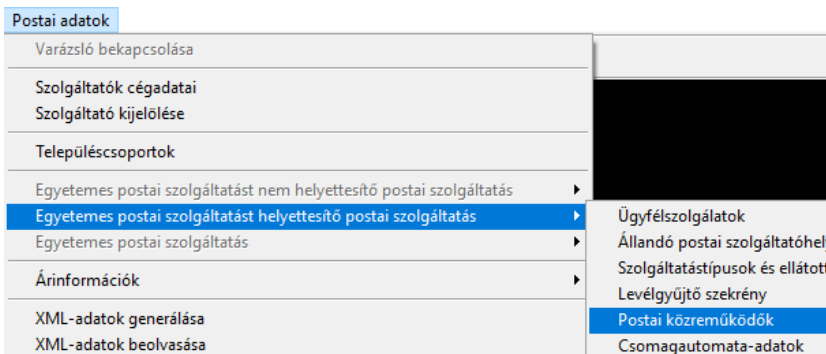 Postai adatok
Varázsló bekapcsolása
Szolgáltatók cégadatai
Szolgáltató kijelölése
Településcsoportok
Egyetemes postai szolgáltatást nem helyettesítő postai szolgáltatás
Egyetemes postai szolgáltatást helyettesítő postai szolgáltatás
Egyetemes postai szolgáltatás
Árinformációk
XML-adatok generálása
XML-adatok beolvasása
Ügyfélszolgálatok
Állandó postai szolgáltatóhel
Szolgáltatástípusok és ellátott
Levélgyűjtő szekrény
Postai közreműködők
Csomagautomata-adatok